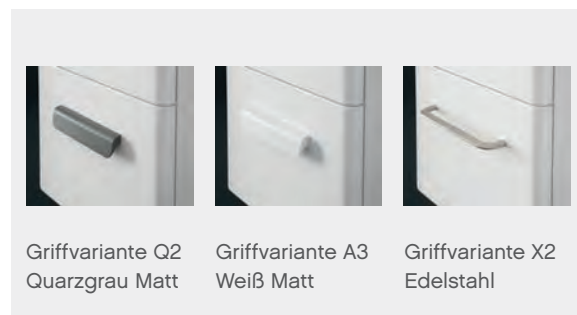 Griffvariante Q2
Quarzgrau Matt
Griffvariante A3
Weiß Matt
Griffvariante X2
Edelstahl